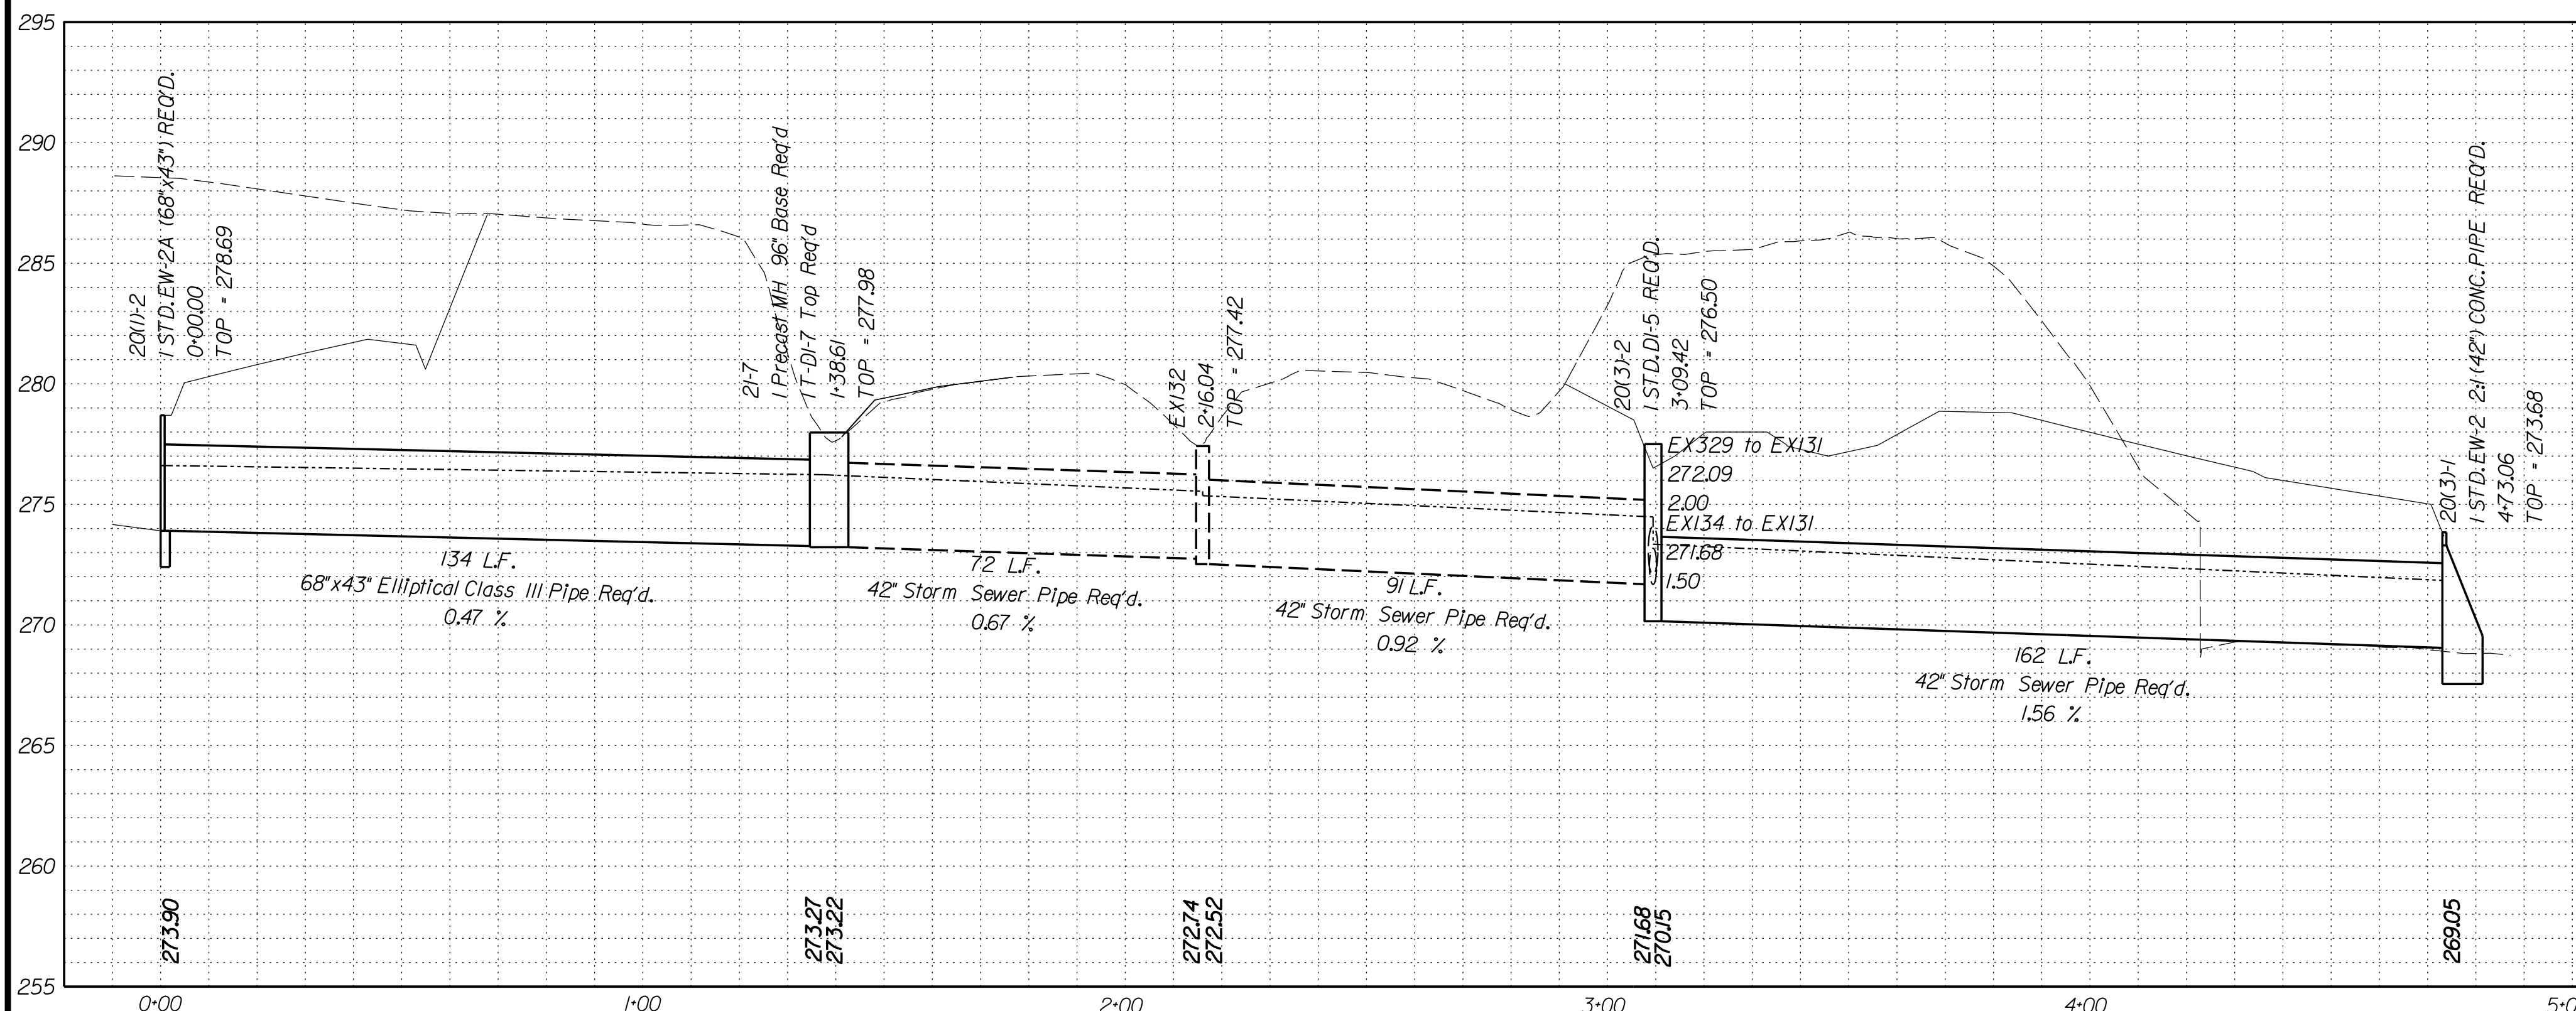 295
290
285
280
275
270
265
260
255
20(1)-2
1 STD. EW-2A (68"x43") REQ'D.
0+00.00
TOP = 278.69
21-7
1 Precast MH 96" Base Req'd
1 T-DI-7 Top Req'd
1+38.61
TOP = 277.98
EX132
2+16.04
TOP = 277.42
20(3)-2
1 STD. DI-5 REQ'D.
3+09.42
TOP = 276.50
EX329 to EX131
272.09
2.00
EX134 to EX131
271.68
1.50
20(3)-1
1 STD. EW-2 2:1 (42") CONC. PIPE REQ'D.
4+73.06
TOP = 273.68
134 L.F.
68"x43" Elliptical Class III Pipe Req'd.
0.47 %
72 L.F.
42" Storm Sewer Pipe Req'd.
0.67 %
91 L.F.
42" Storm Sewer Pipe Req'd.
0.92 %
162 L.F.
42" Storm Sewer Pipe Req'd.
1.56 %
273.90
273.27
273.22
272.74
272.52
271.68
270.15
269.05
0+00
1+00
2+00
3+00
4+00